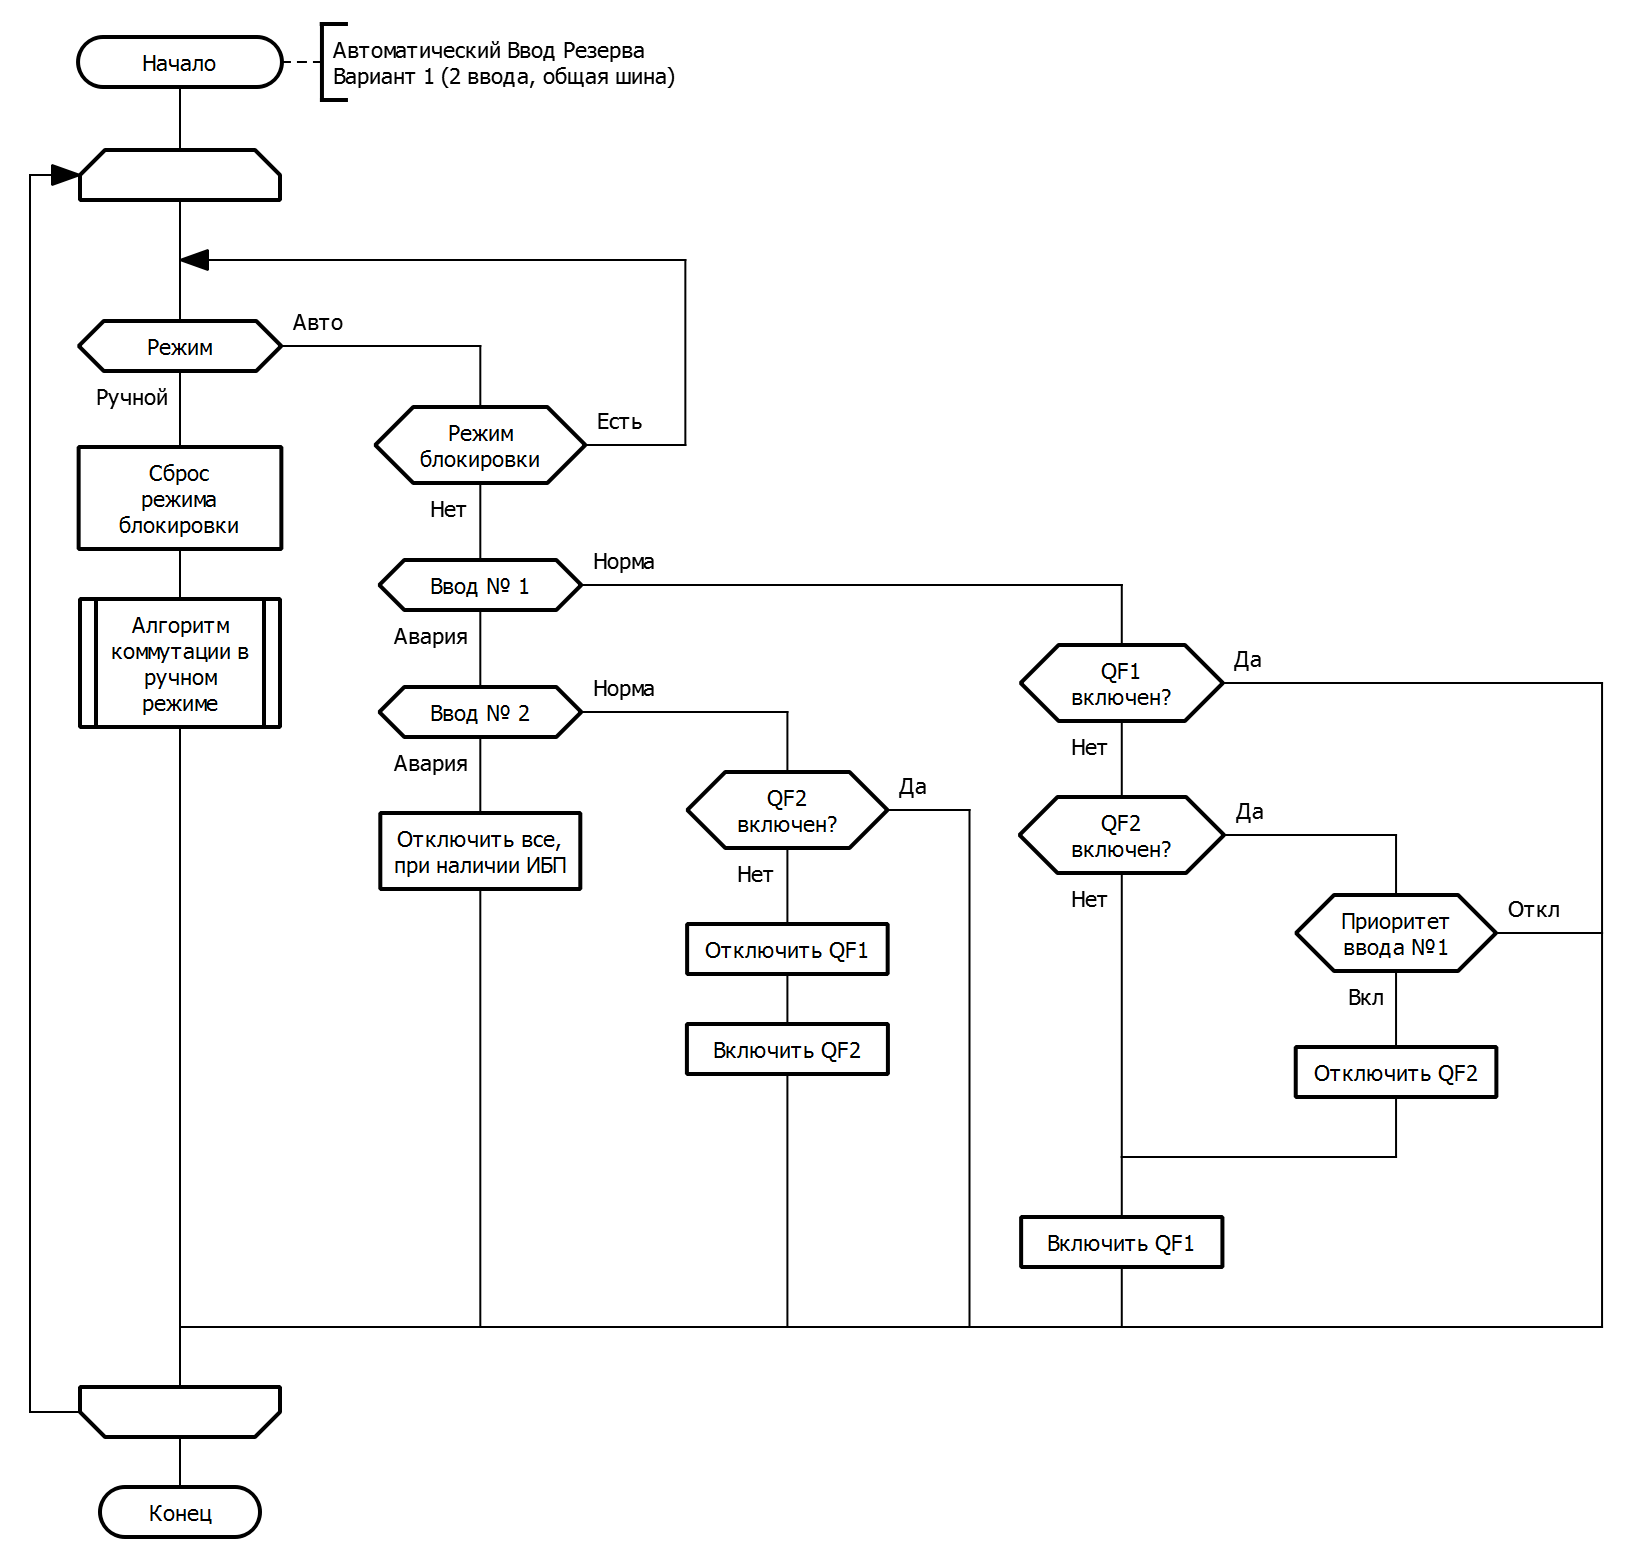 Начало
Автоматический Ввод Резерва
Вариант 1 (2 ввода, общая шина)
Режим
Авто
Ручной
Режим
блокировки
Есть
Нет
Сброс
режима
блокировки
Ввод № 1
Норма
Авария
Алгоритм
коммутации в
ручном
режиме
QF1
включен?
Да
Нет
Ввод № 2
Норма
Авария
QF2
включен?
Да
Нет
QF2
включен?
Да
Нет
Отключить все,
при наличии ИБП
Приоритет
ввода №1
Откл
Вкл
Отключить QF1
Включить QF2
Отключить QF2
Включить QF1
Конец